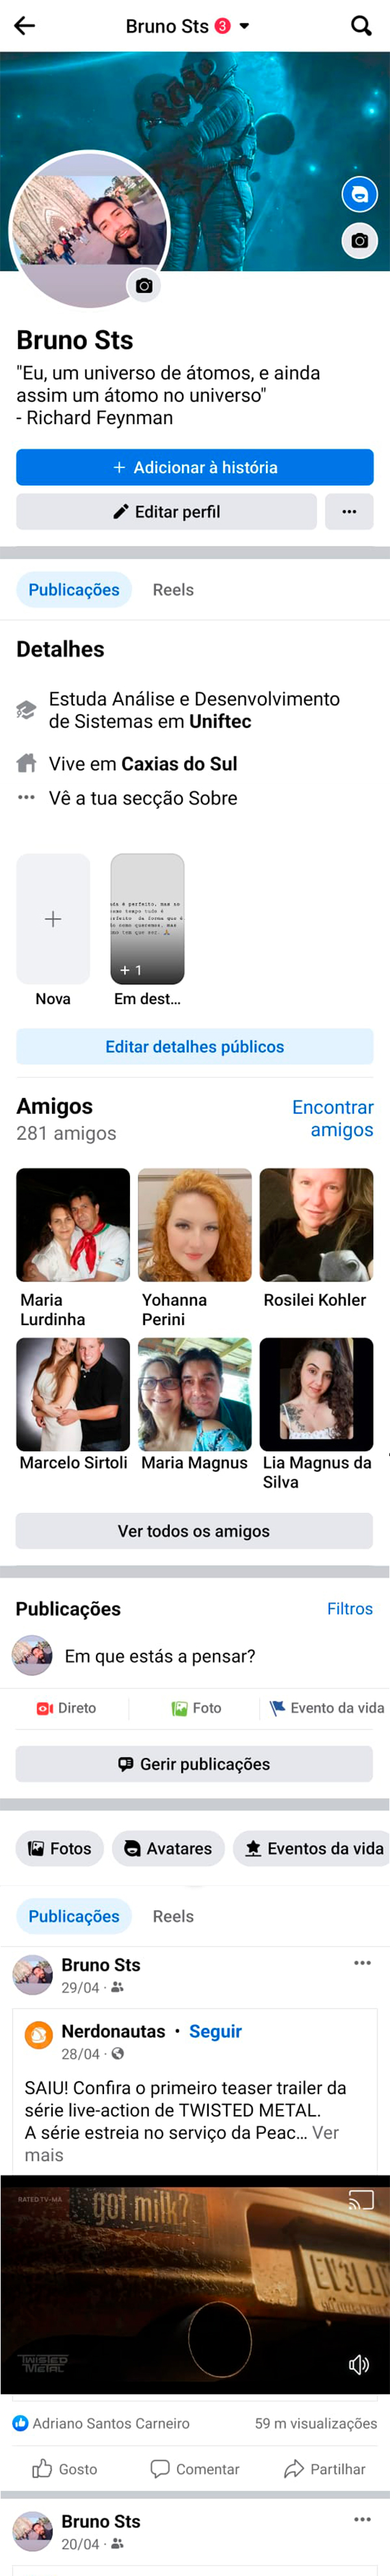 Bruno Sts 3
Bruno Sts
"Eu, um universo de átomos, e ainda
assim um átomo no universo"
- Richard Feynman
+ Adicionar à história
Editar perfil
Publicações Reels
Detalhes
Estuda Análise e Desenvolvimento
de Sistemas em Uniftec
Vive em Caxias do Sul
Vê a tua secção Sobre
+ 1
Nova Em dest...
Editar detalhes públicos
Amigos Encontrar
281 amigos amigos
Maria Yohanna Rosilei Kohler
Lurdinha Perini
Marcelo Sirtoli Maria Magnus Lia Magnus da
Silva
Ver todos os amigos
Publicações Filtros
Em que estás a pensar?
Direto Foto Evento da vida
Gerir publicações
Fotos Avatares Eventos da vida
Publicações Reels
Bruno Sts
29/04 ·
Nerdonautas • Seguir
28/04 ·
SAIU! Confira o primeiro teaser trailer da
série live-action de TWISTED METAL.
A série estreia no serviço da Peac... Ver
mais
RATED TV-MA
got milk?
TWISTED
METAL
Adriano Santos Carneiro 59 m visualizações
Gosto Comentar Partilhar
Bruno Sts
20/04 ·